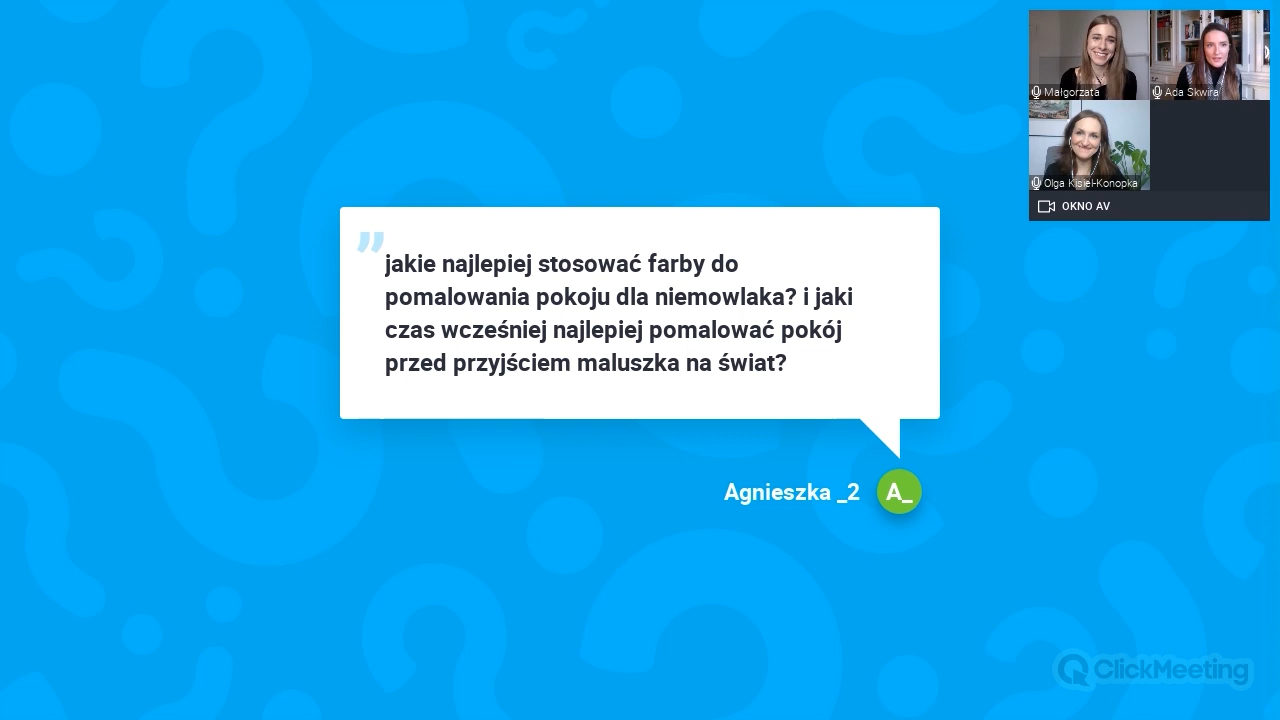 Małgorzata
Ada Skwira
Olga Kisiel-Konopka
OKNO AV
” jakie najlepiej stosować farby do
pomalowania pokoju dla niemowlaka? i jaki
czas wcześniej najlepiej pomalować pokój
przed przyjściem maluszka na świat?
Agnieszka _2 A_
ClickMeeting